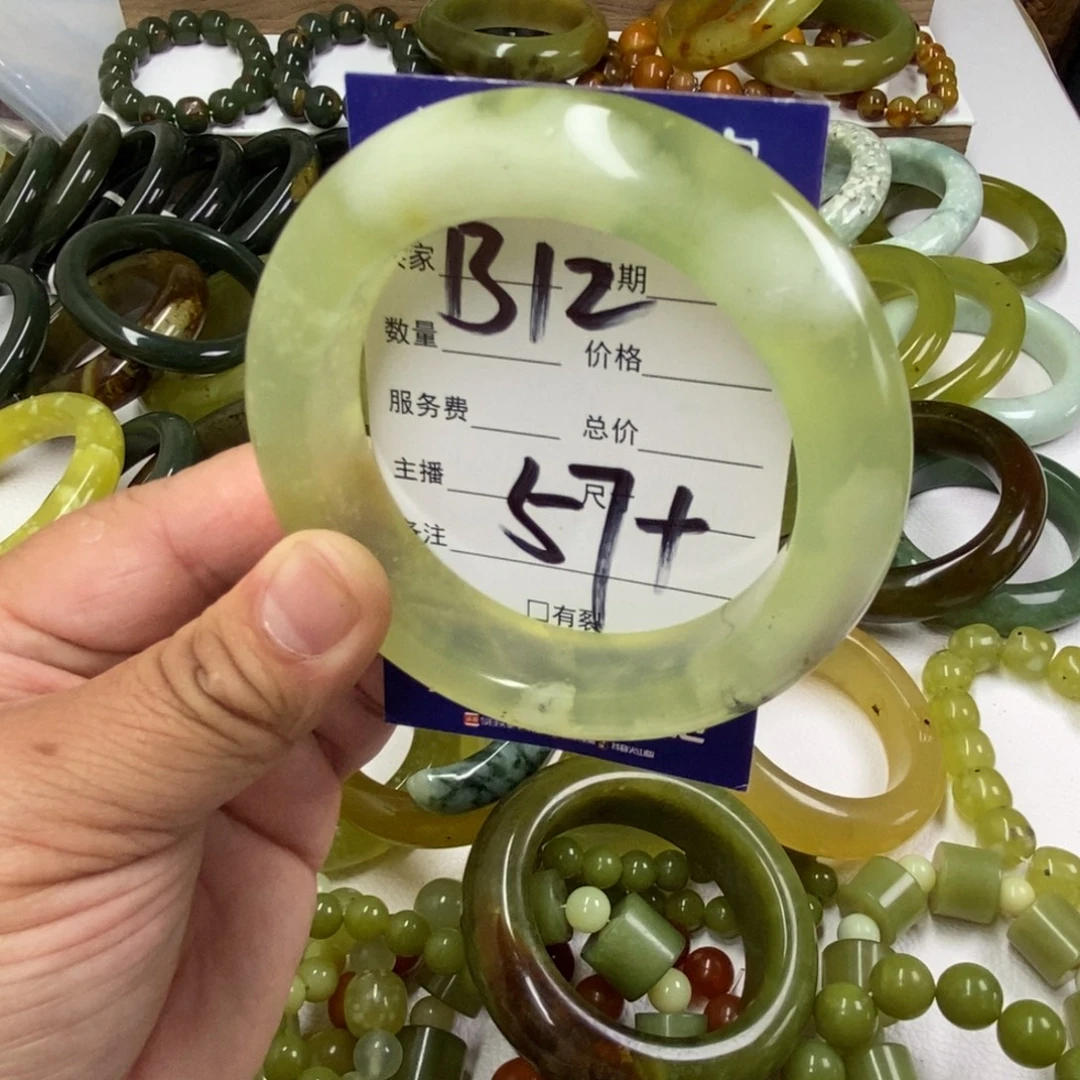 家 B12 期
数量 价格
服务费 总价
主播 尺
57+
注
有裂